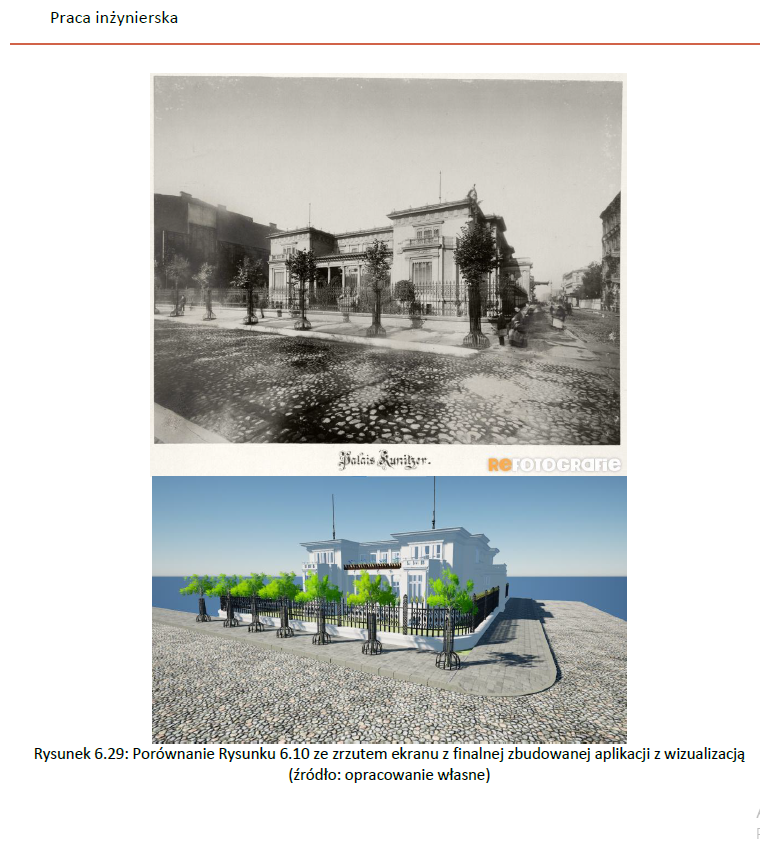 Praca inżynierska
Palais Kunitzer.
REFOTOGRAFIE
Rysunek 6.29: Porównanie Rysunku 6.10 ze zrzutem ekranu z finalnej zbudowanej aplikacji z wizualizacją
(źródło: opracowanie własne)